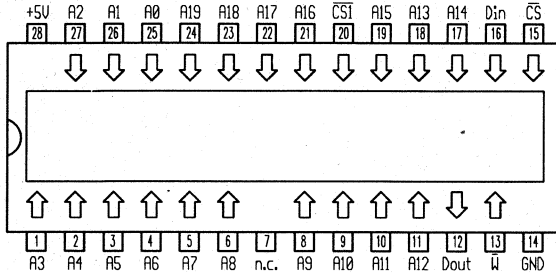 +5V A2 A1 A0 A19 A18 A17 A16 C̅S̅I̅ A15 A13 A14 Din C̅S̅
28 27 26 25 24 23 22 21 20 19 18 17 16 15
1 2 3 4 5 6 7 8 9 10 11 12 13 14
A3 A4 A5 A6 A7 A8 n.c. A9 A10 A11 A12 Dout W̅ GND